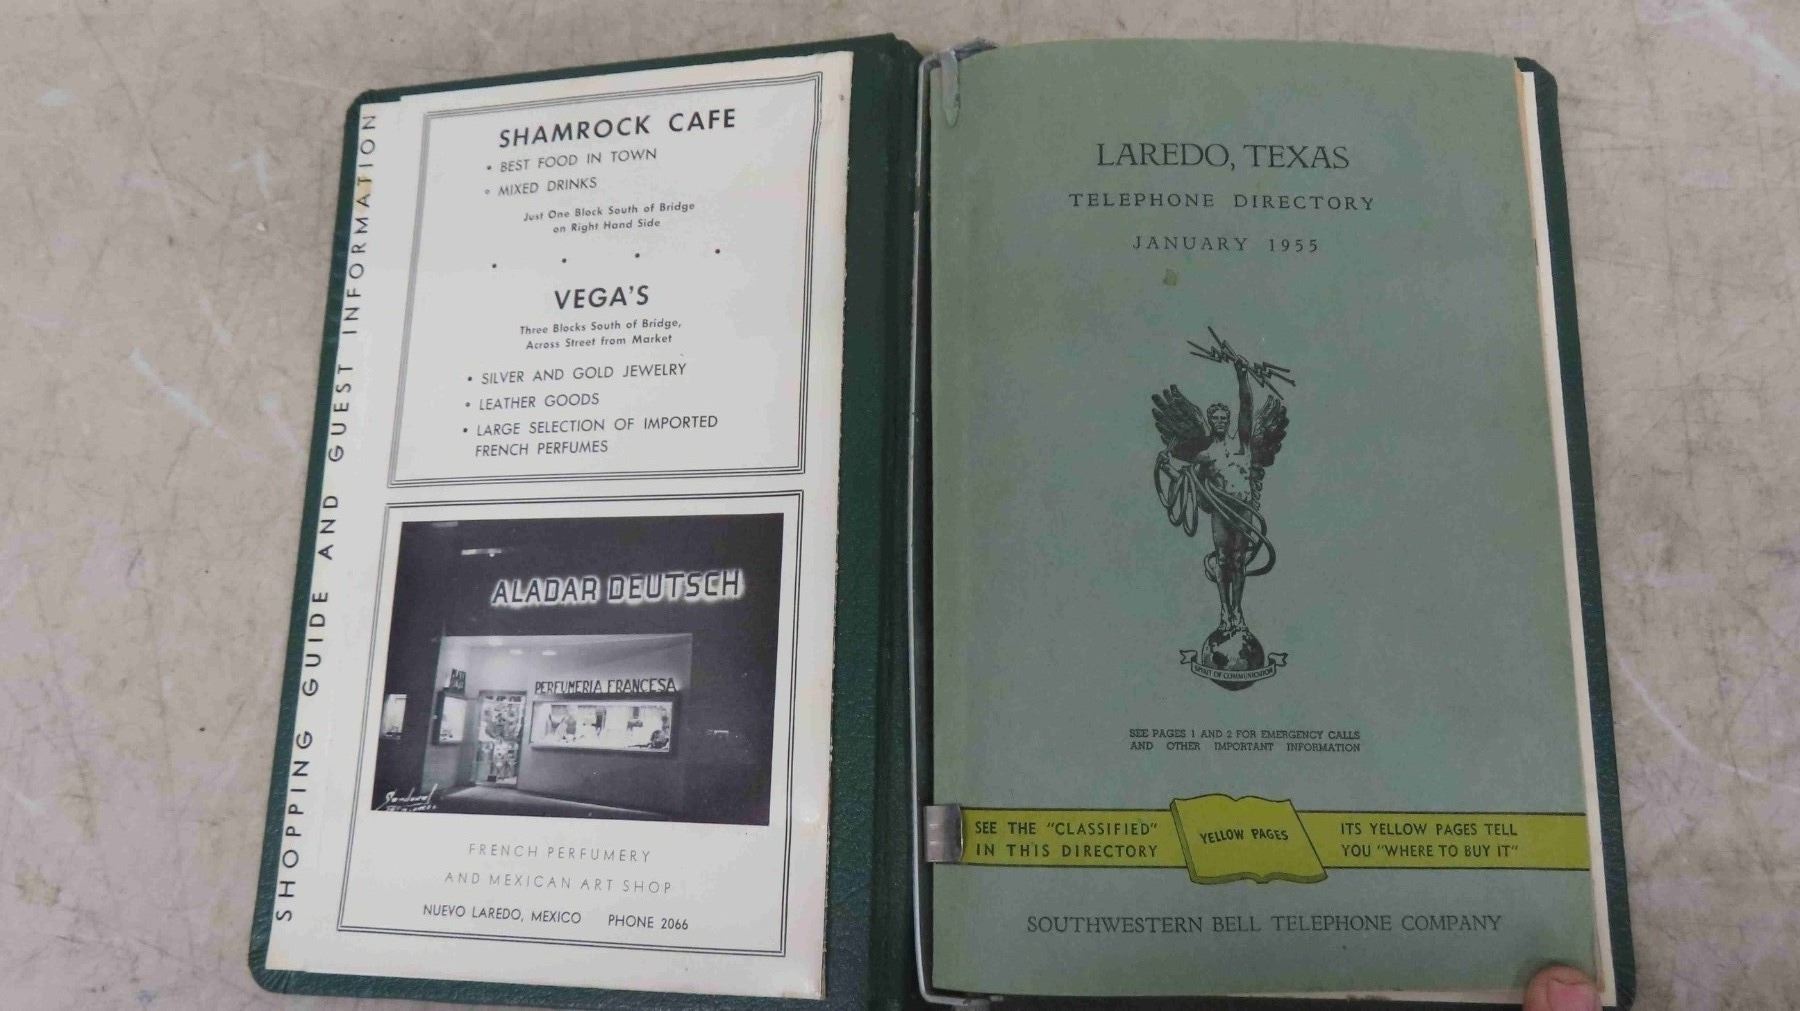 SHOPPING GUIDE AND GUEST INFORMATION
SHAMROCK CAFE
• BEST FOOD IN TOWN
• MIXED DRINKS
Just One Block South of Bridge
on Right Hand Side
VEGA'S
Three Blocks South of Bridge,
Across Street from Market
• SILVER AND GOLD JEWELRY
• LEATHER GOODS
• LARGE SELECTION OF IMPORTED
FRENCH PERFUMES
ALADAR DEUTSCH
PERFUMERIA FRANCESA
Sandoval
FRENCH PERFUMERY
AND MEXICAN ART SHOP
NUEVO LAREDO, MEXICO PHONE 2066
LAREDO, TEXAS
TELEPHONE DIRECTORY
JANUARY 1955
SPIRIT OF COMMUNICATION
SEE PAGES 1 AND 2 FOR EMERGENCY CALLS
AND OTHER IMPORTANT INFORMATION
SEE THE "CLASSIFIED"
IN THIS DIRECTORY
YELLOW PAGES
ITS YELLOW PAGES TELL
YOU "WHERE TO BUY IT"
SOUTHWESTERN BELL TELEPHONE COMPANY